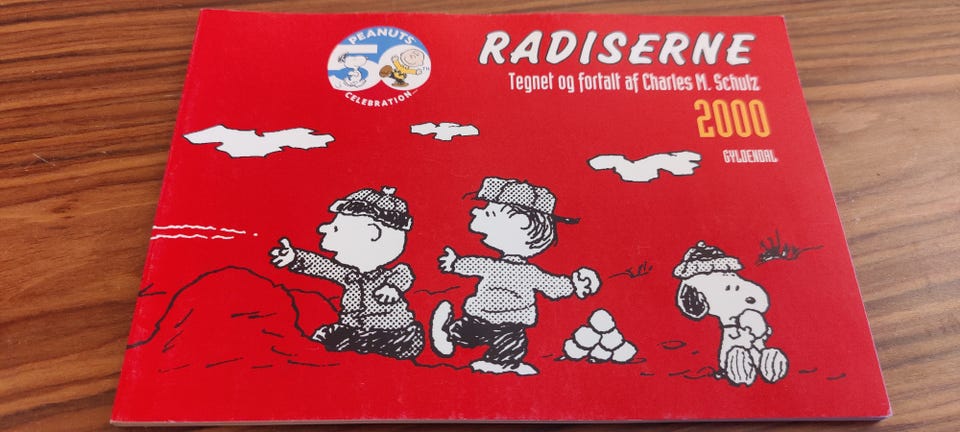 PEANUTS
50
CELEBRATION
RADISERNE
Tegnet og fortalt af Charles M. Schulz
2000
GYLDENDAL